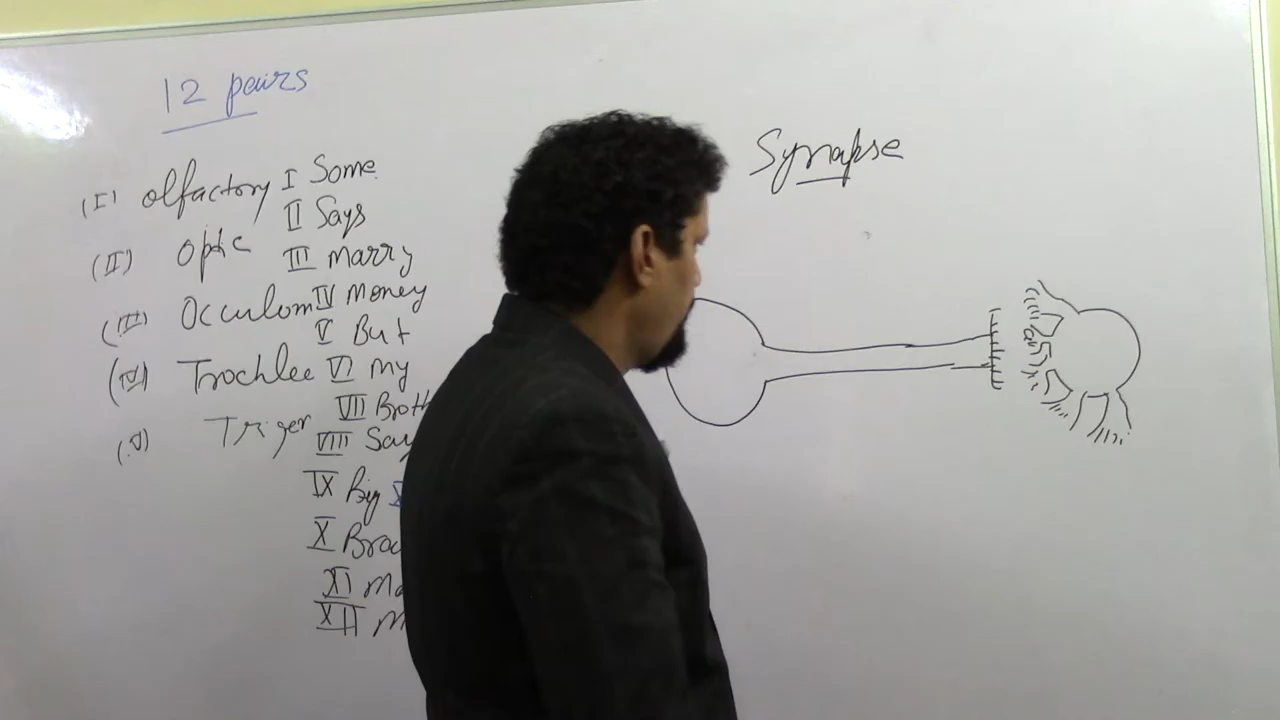 12 pairs
Synapse
(I) olfactory I Some
II Says
(II) Optic
III Marry
(III) Occulom IV Money
V But
(IV) Trochlee VI My
VII Broth
(V) Triger VIII Say
IX Big
X
XI
XII